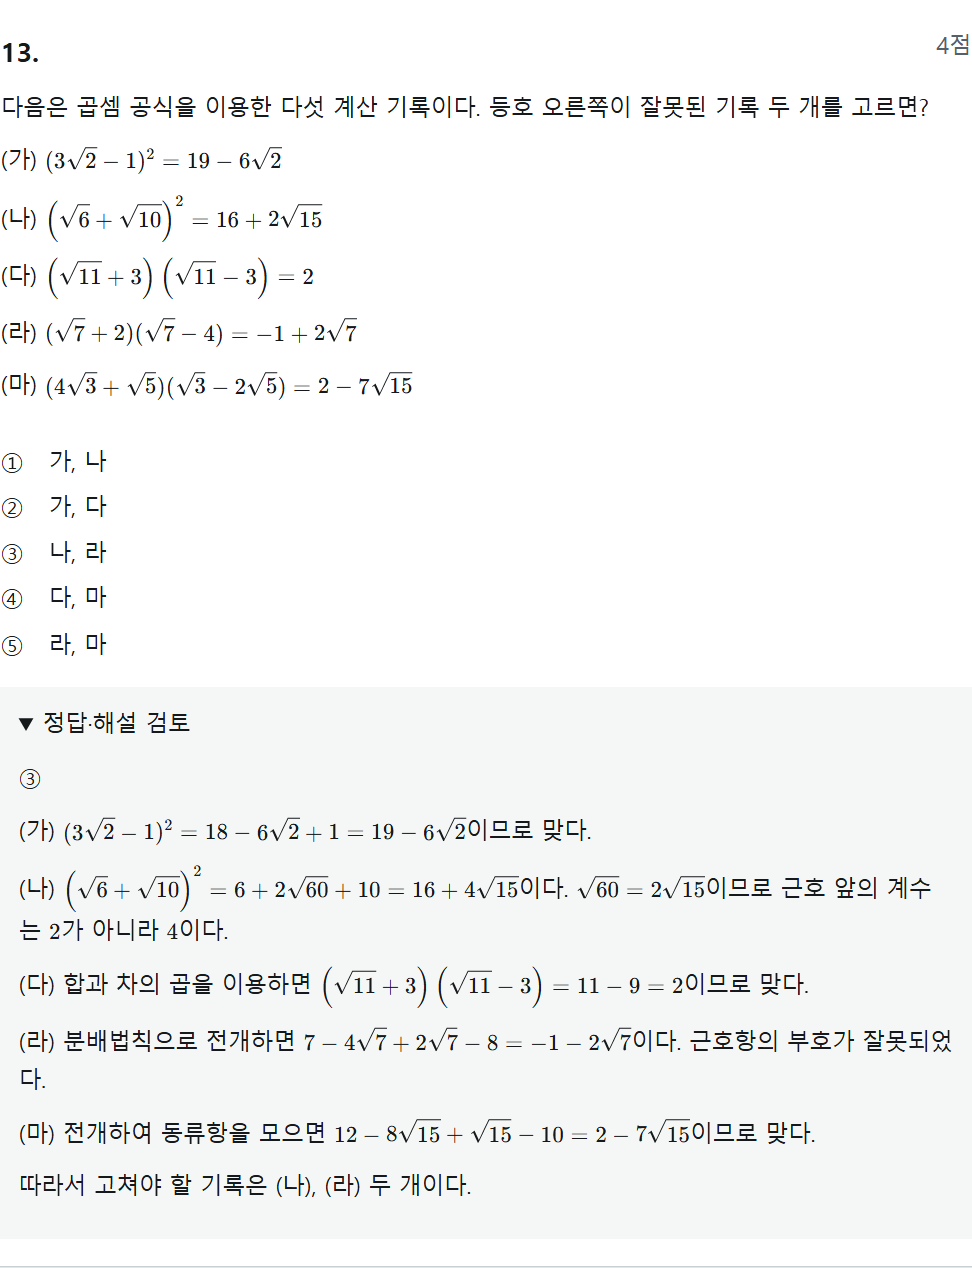 13.
4점
다음은 곱셈 공식을 이용한 다섯 계산 기록이다. 등호 오른쪽이 잘못된 기록 두 개를 고르면?
(가) (3√2 − 1)² = 19 − 6√2
(나) (√6 + √10)² = 16 + 2√15
(다) (√11 + 3)(√11 − 3) = 2
(라) (√7 + 2)(√7 − 4) = −1 + 2√7
(마) (4√3 + √5)(√3 − 2√5) = 2 − 7√15
① 가, 나
② 가, 다
③ 나, 라
④ 다, 마
⑤ 라, 마
▼ 정답·해설 검토
③
(가) (3√2 − 1)² = 18 − 6√2 + 1 = 19 − 6√2이므로 맞다.
(나) (√6 + √10)² = 6 + 2√60 + 10 = 16 + 4√15이다. √60 = 2√15이므로 근호 앞의 계수
는 2가 아니라 4이다.
(다) 합과 차의 곱을 이용하면 (√11 + 3)(√11 − 3) = 11 − 9 = 2이므로 맞다.
(라) 분배법칙으로 전개하면 7 − 4√7 + 2√7 − 8 = −1 − 2√7이다. 근호항의 부호가 잘못되었
다.
(마) 전개하여 동류항을 모으면 12 − 8√15 + √15 − 10 = 2 − 7√15이므로 맞다.
따라서 고쳐야 할 기록은 (나), (라) 두 개이다.